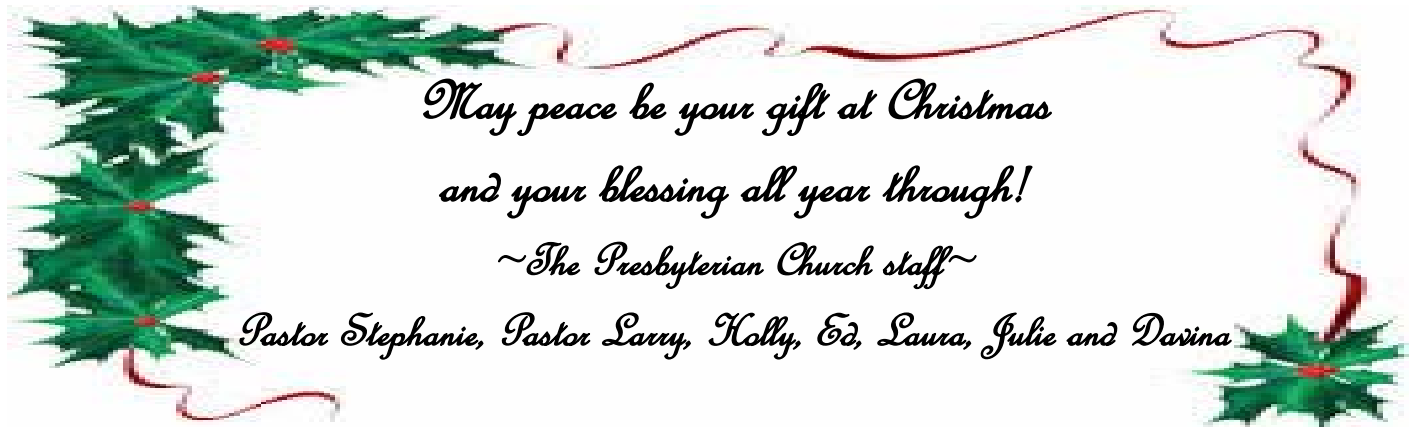 May peace be your gift at Christmas
and your blessing all year through!
~The Presbyterian Church staff~
Pastor Stephanie, Pastor Larry, Holly, Ed, Laura, Julie and Davina